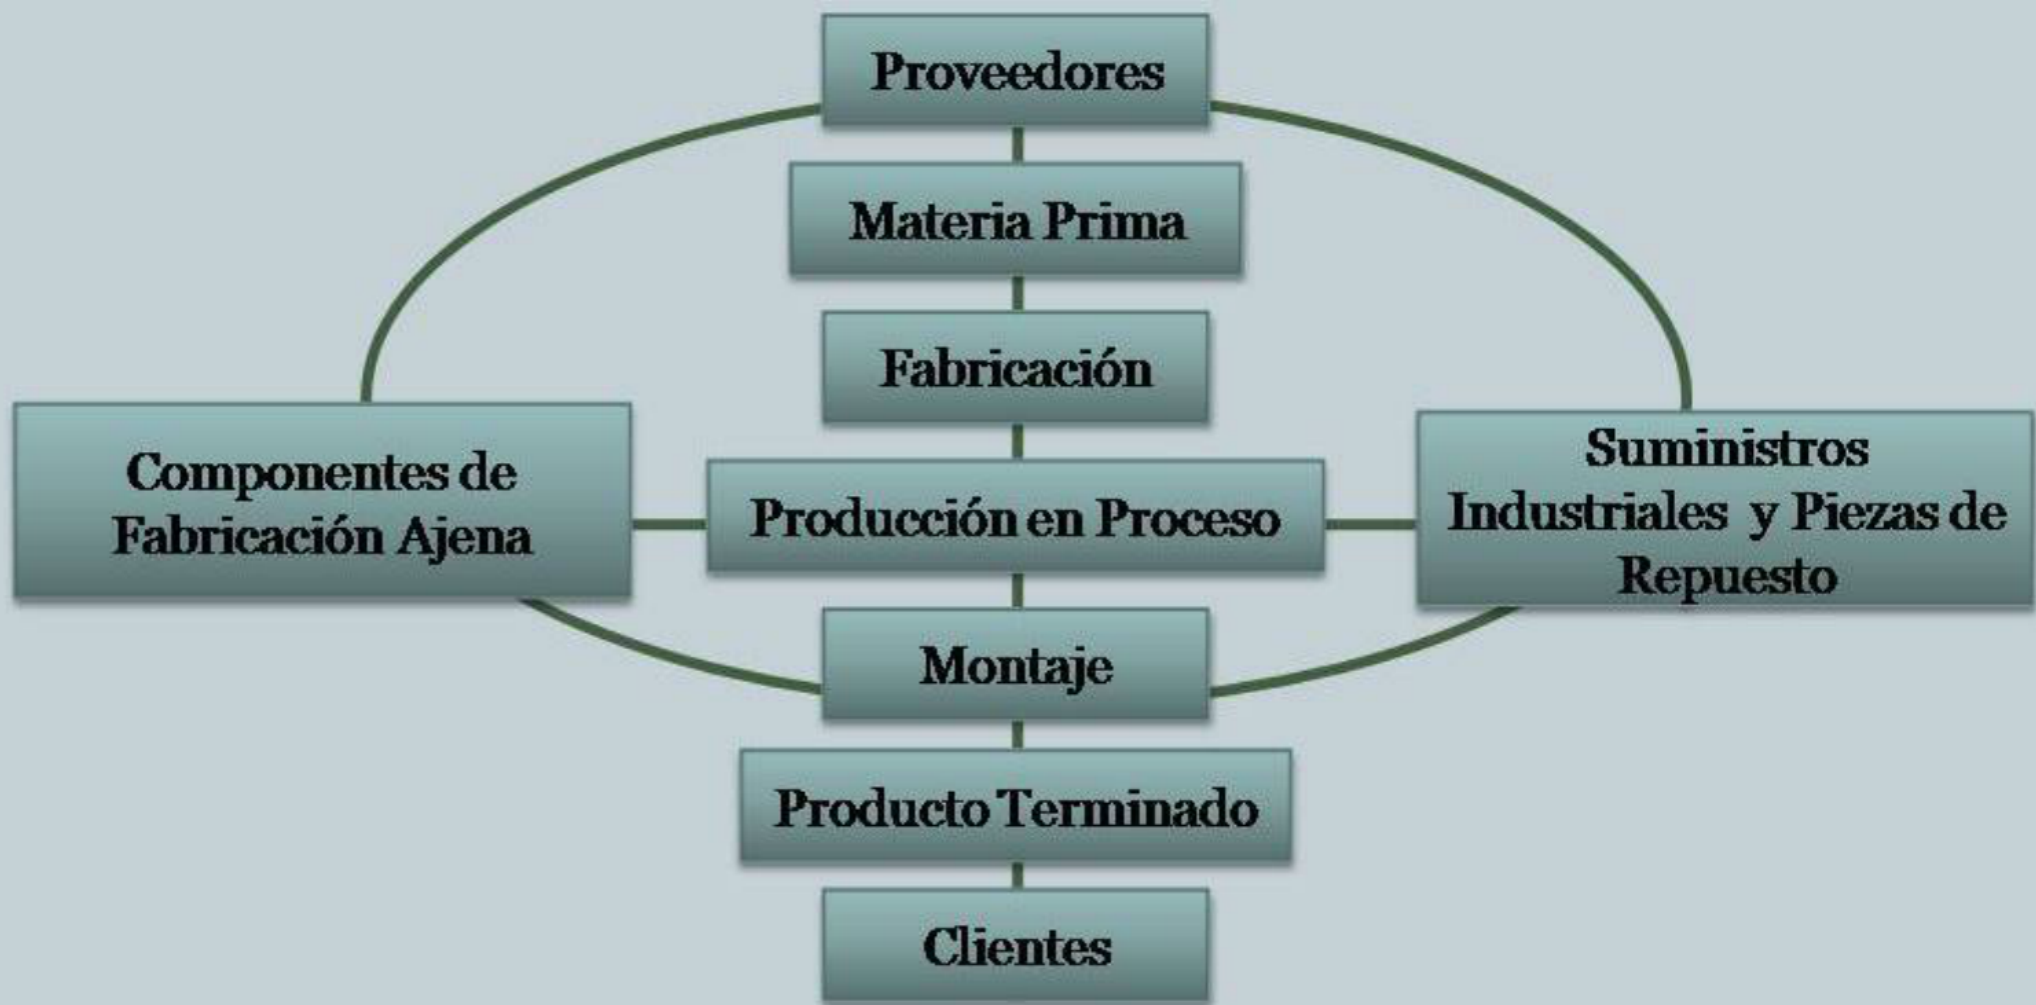 Proveedores
Materia Prima
Fabricación
Componentes de
Fabricación Ajena
Producción en Proceso
Suministros
Industriales y Piezas de
Repuesto
Montaje
Producto Terminado
Clientes